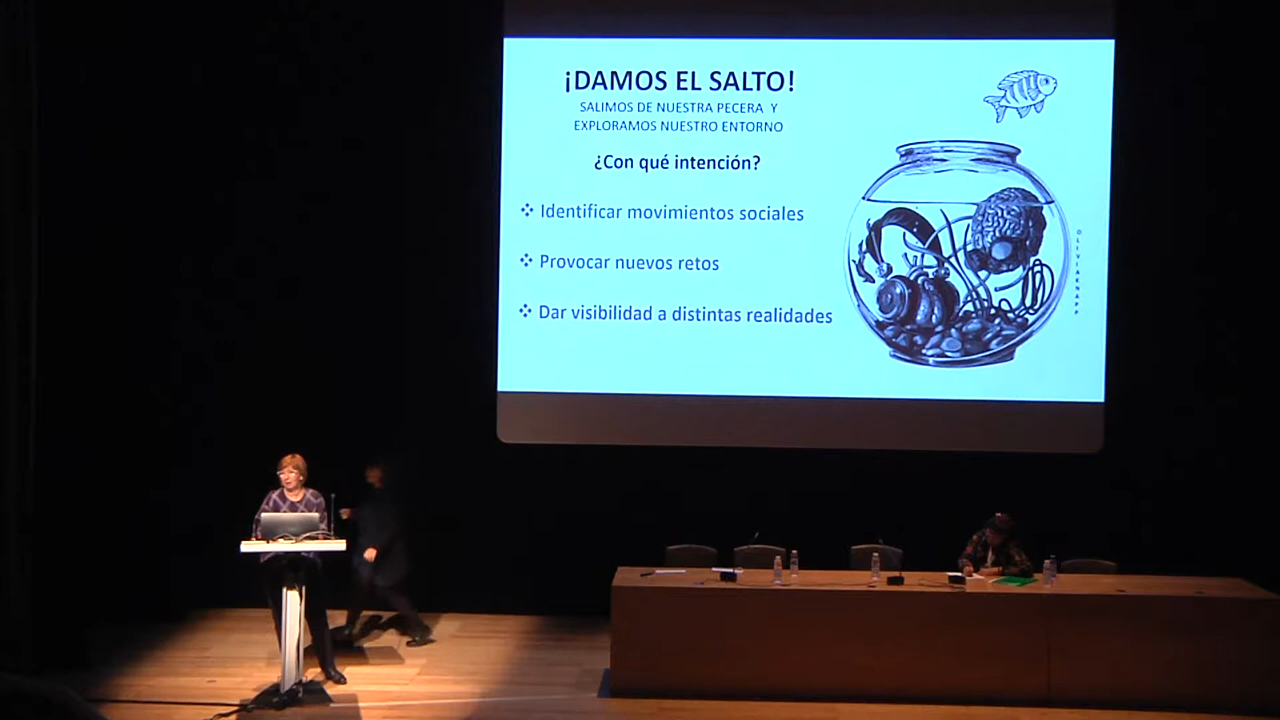 ¡DAMOS EL SALTO!
SALIMOS DE NUESTRA PECERA Y
EXPLORAMOS NUESTRO ENTORNO
¿Con qué intención?
❖ Identificar movimientos sociales
❖ Provocar nuevos retos
❖ Dar visibilidad a distintas realidades